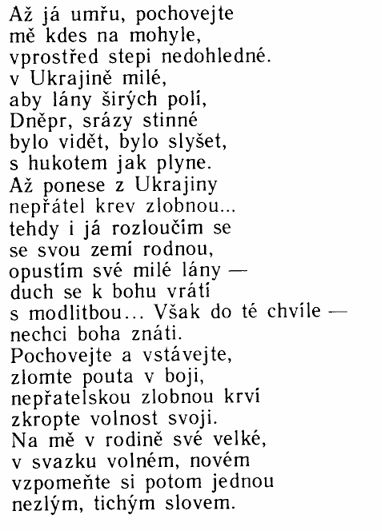 Až já umřu, pochovejte
mě kdes na mohyle,
vprostřed stepi nedohledné.
v Ukrajině milé,
aby lány širých polí,
Dněpr, srázy stinné
bylo vidět, bylo slyšet,
s hukotem jak plyne.
Až ponese z Ukrajiny
nepřátel krev zlobnou...
tehdy i já rozloučím se
se svou zemí rodnou,
opustím své milé lány —
duch se k bohu vrátí
s modlitbou... Však do té chvíle —
nechci boha znáti.
Pochovejte a vstávejte,
zlomte pouta v boji,
nepřatelskou zlobnou krví
zkropte volnost svoji.
Na mě v rodině své velké,
v svazku volném, novém
vzpomeňte si potom jednou
nezlým, tichým slovem.